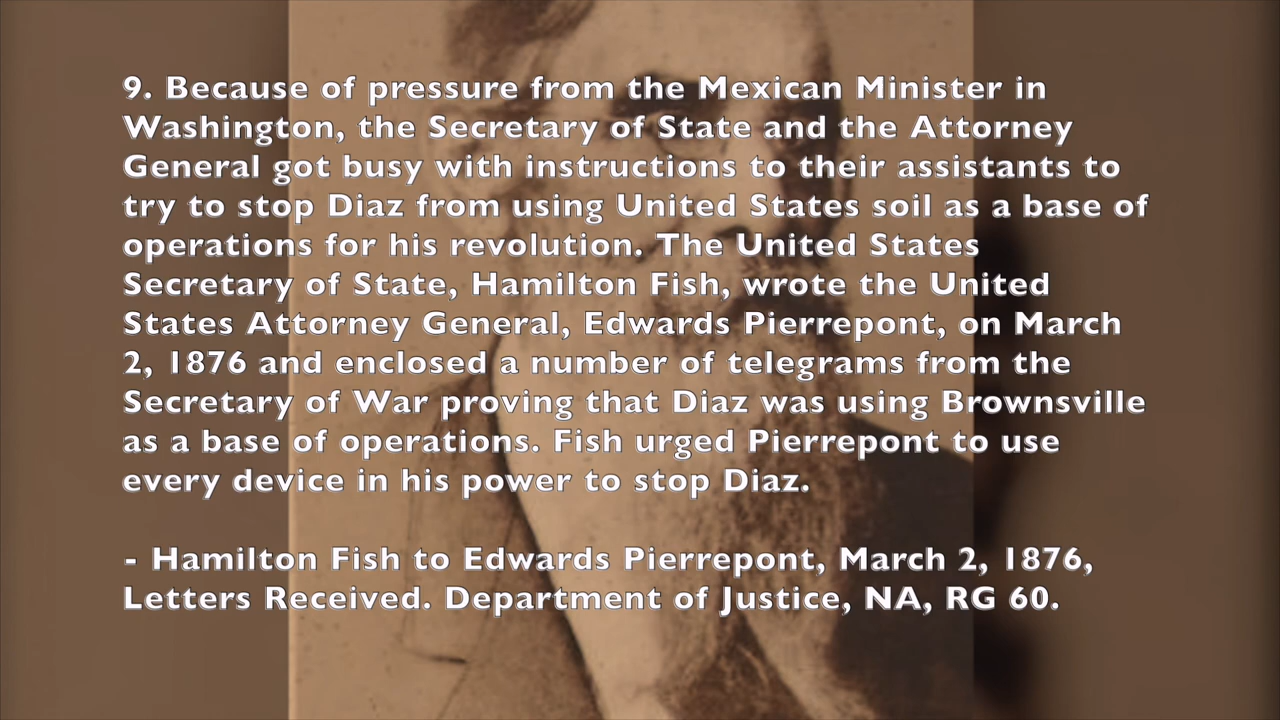 9. Because of pressure from the Mexican Minister in
Washington, the Secretary of State and the Attorney
General got busy with instructions to their assistants to
try to stop Diaz from using United States soil as a base of
operations for his revolution. The United States
Secretary of State, Hamilton Fish, wrote the United
States Attorney General, Edwards Pierrepont, on March
2, 1876 and enclosed a number of telegrams from the
Secretary of War proving that Diaz was using Brownsville
as a base of operations. Fish urged Pierrepont to use
every device in his power to stop Diaz.
- Hamilton Fish to Edwards Pierrepont, March 2, 1876,
Letters Received. Department of Justice, NA, RG 60.